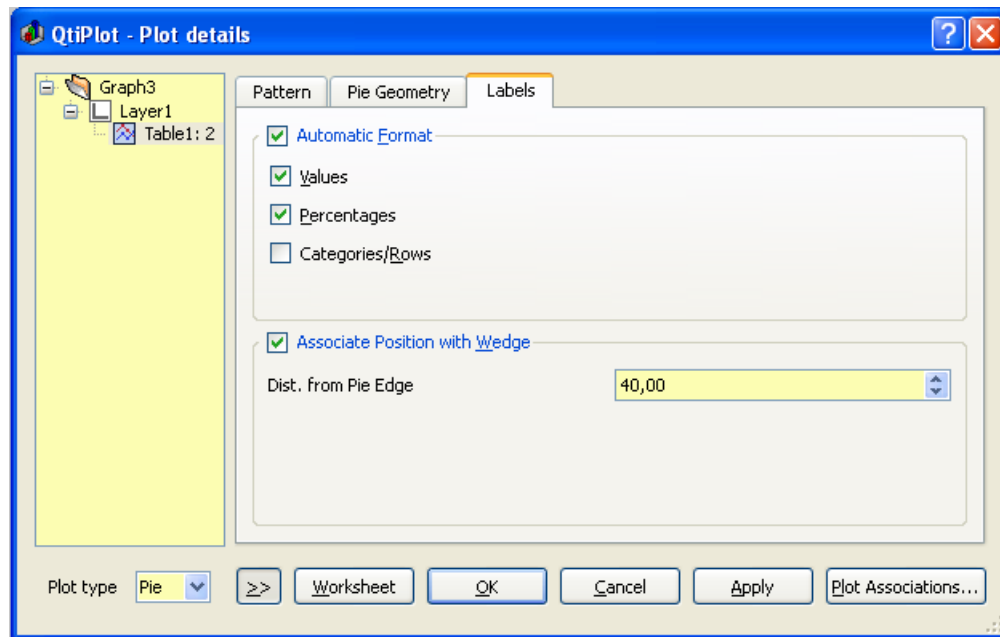 QtiPlot - Plot details
Graph3
Layer1
Table1: 2
Pattern
Pie Geometry
Labels
Automatic Format
Values
Percentages
Categories/Rows
Associate Position with Wedge
Dist. from Pie Edge
40,00
Plot type
Pie
>>
Worksheet
OK
Cancel
Apply
Plot Associations...